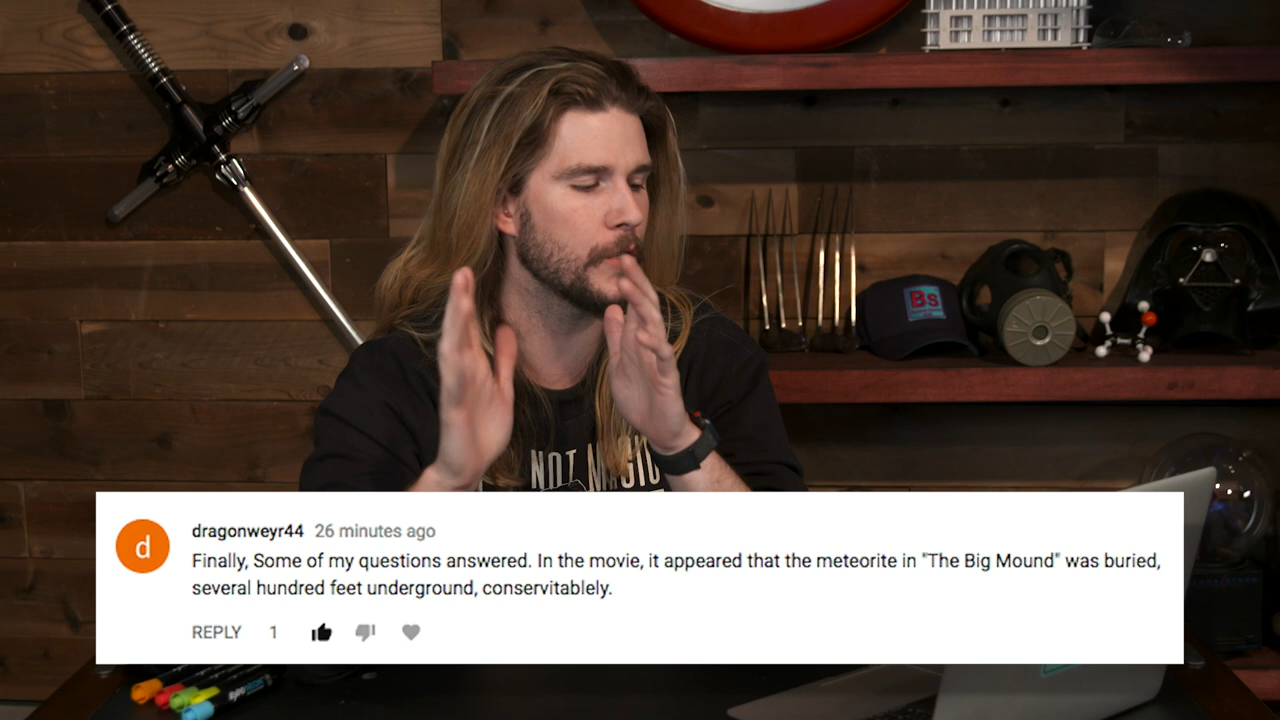 Bs
NOT MAGIC
dragonweyr44 26 minutes ago
Finally, Some of my questions answered. In the movie, it appeared that the meteorite in "The Big Mound" was buried,
several hundred feet underground, conservitablely.
REPLY 1
d